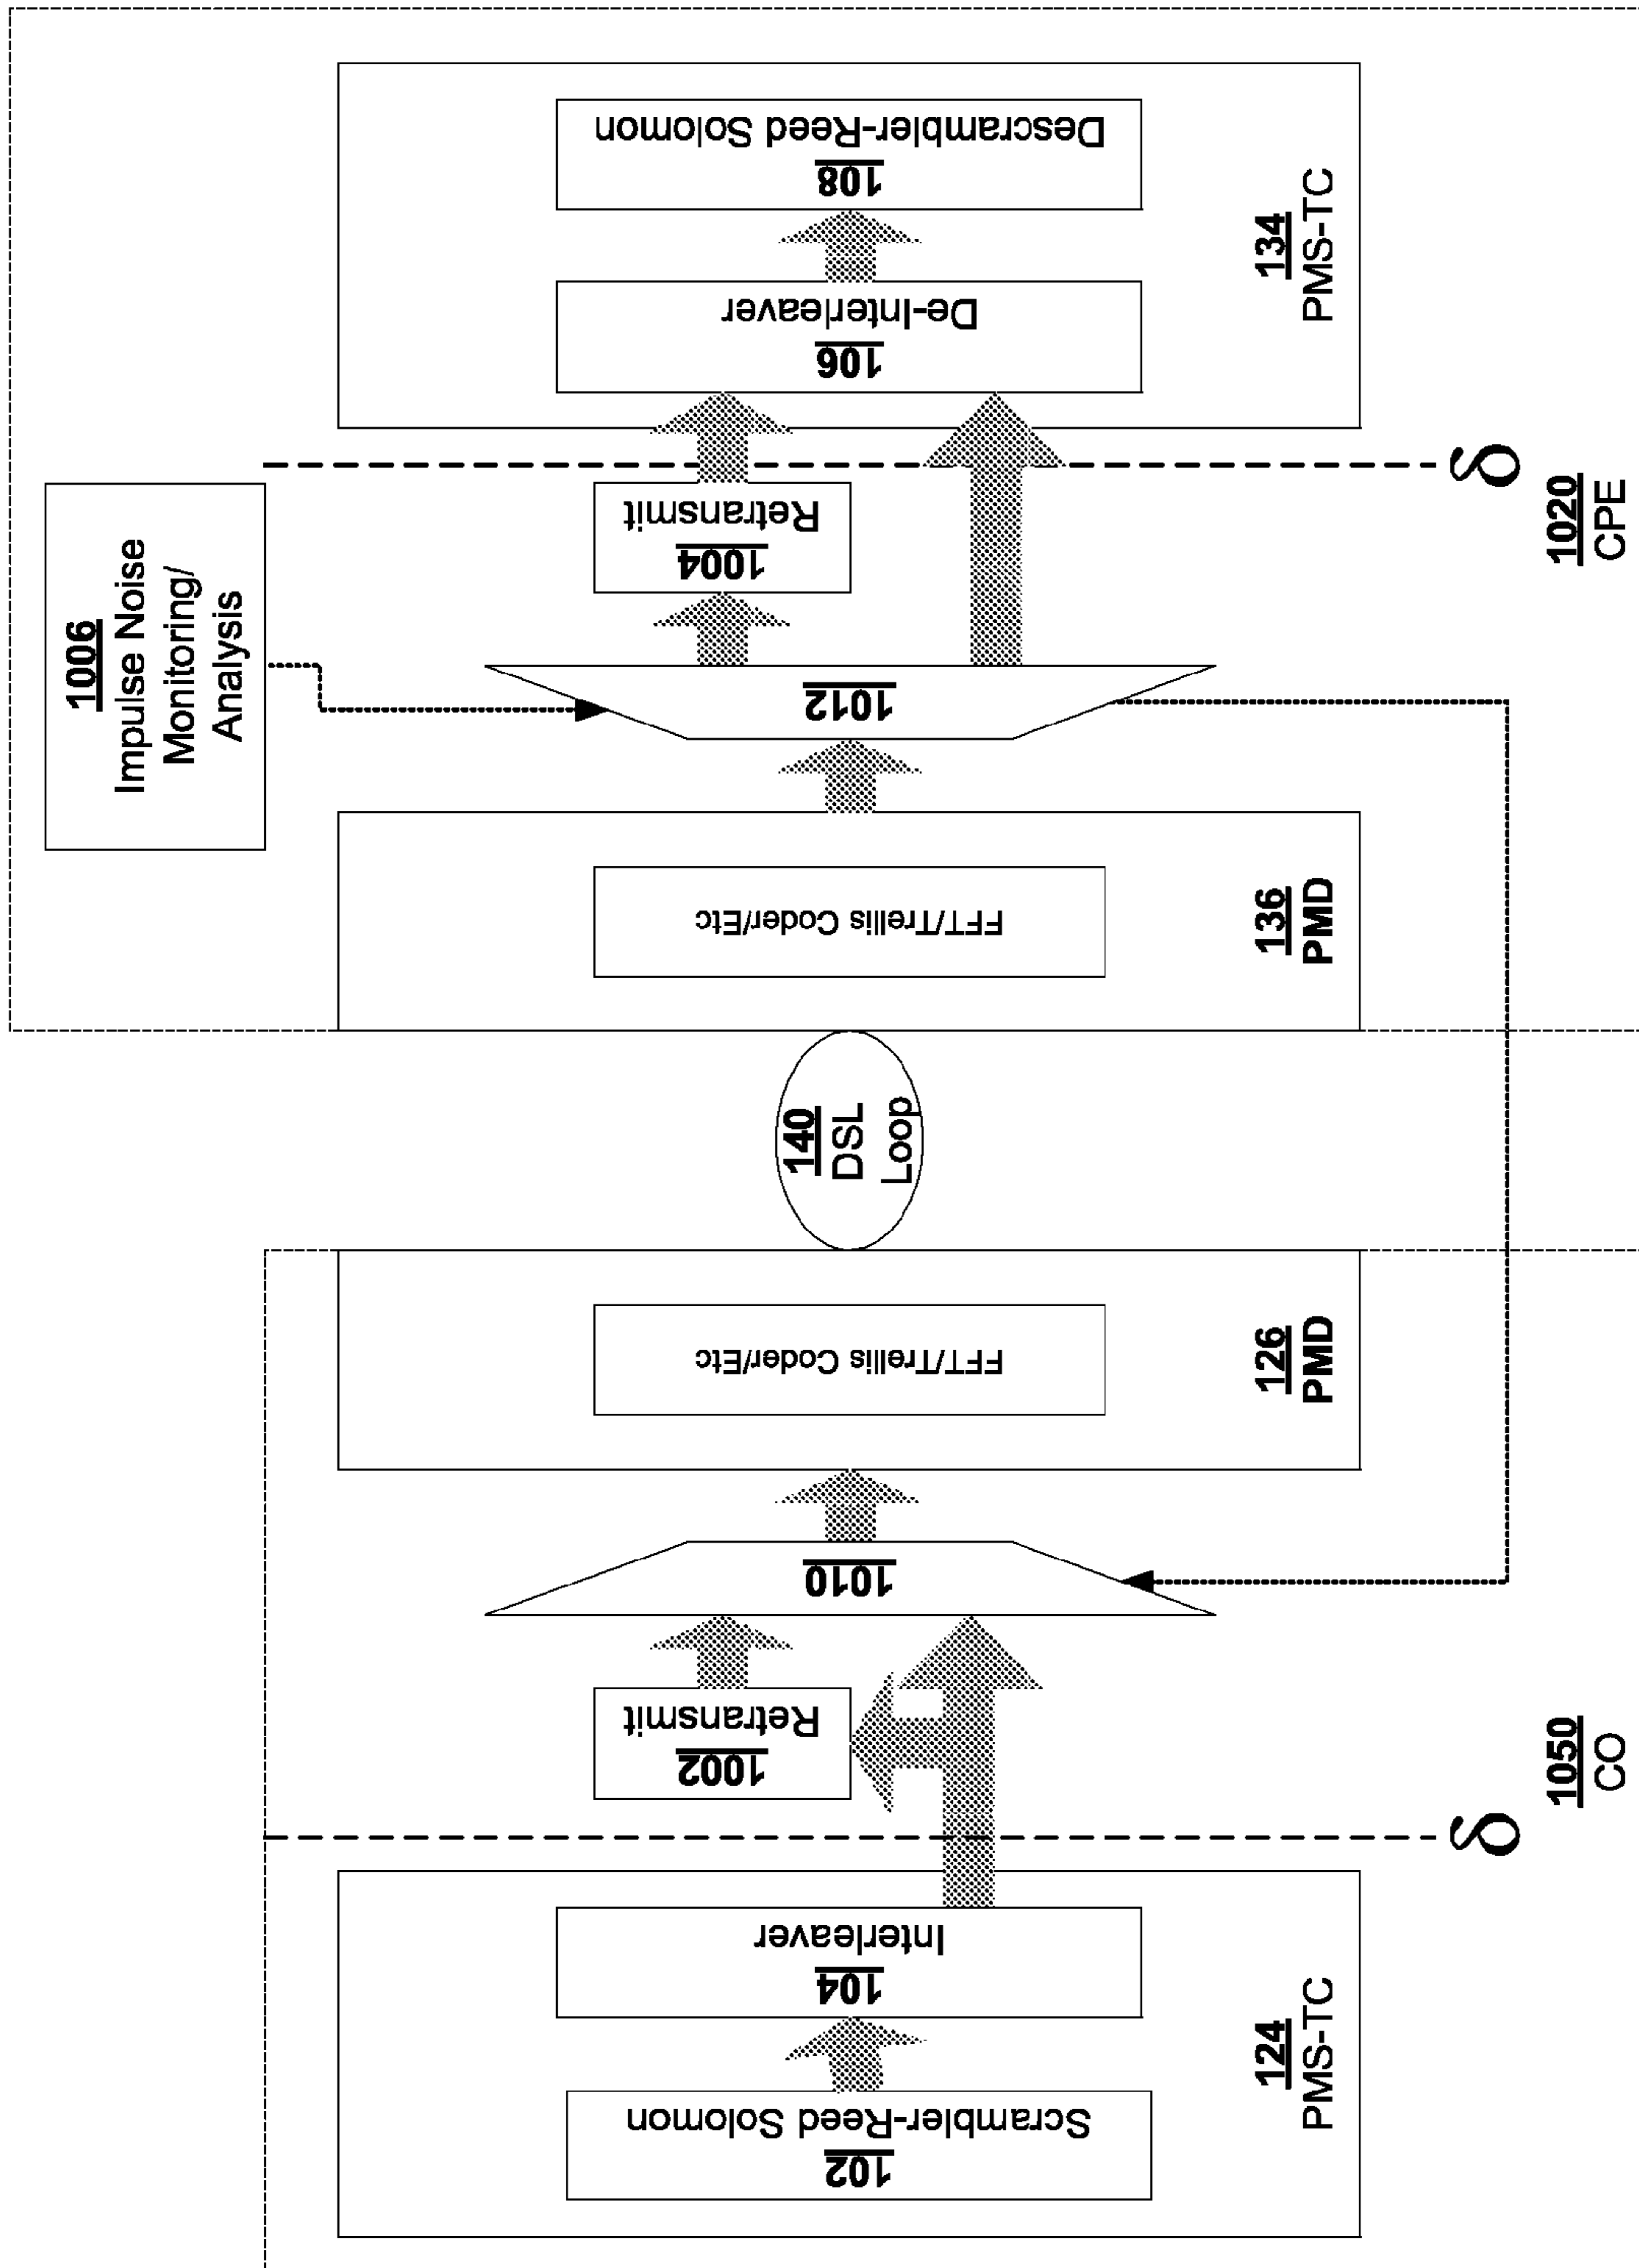 102
Scrambler-Reed Solomon
104
Interleaver
124
PMS-TC
δ
1050
CO
1002
Retransmit
1010
FFT/Trellis Coder/Etc
126
PMD
140
DSL
Loop
FFT/Trellis Coder/Etc
136
PMD
1006
Impulse Noise
Monitoring/
Analysis
1012
1004
Retransmit
δ
1020
CPE
106
De-Interleaver
108
Descrambler-Reed Solomon
134
PMS-TC